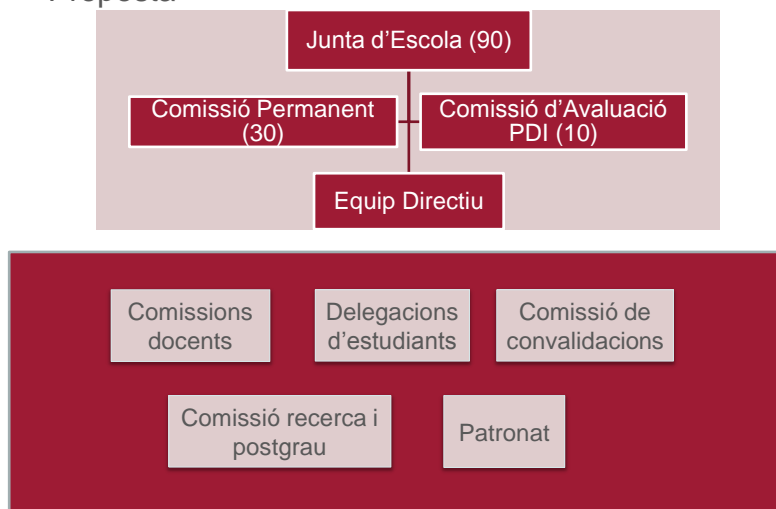 Proposta
Junta d’Escola (90)
Comissió Permanent
(30)
Comissió d’Avaluació
PDI (10)
Equip Directiu
Comissions
docents
Delegacions
d’estudiants
Comissió de
convalidacions
Comissió recerca i
postgrau
Patronat